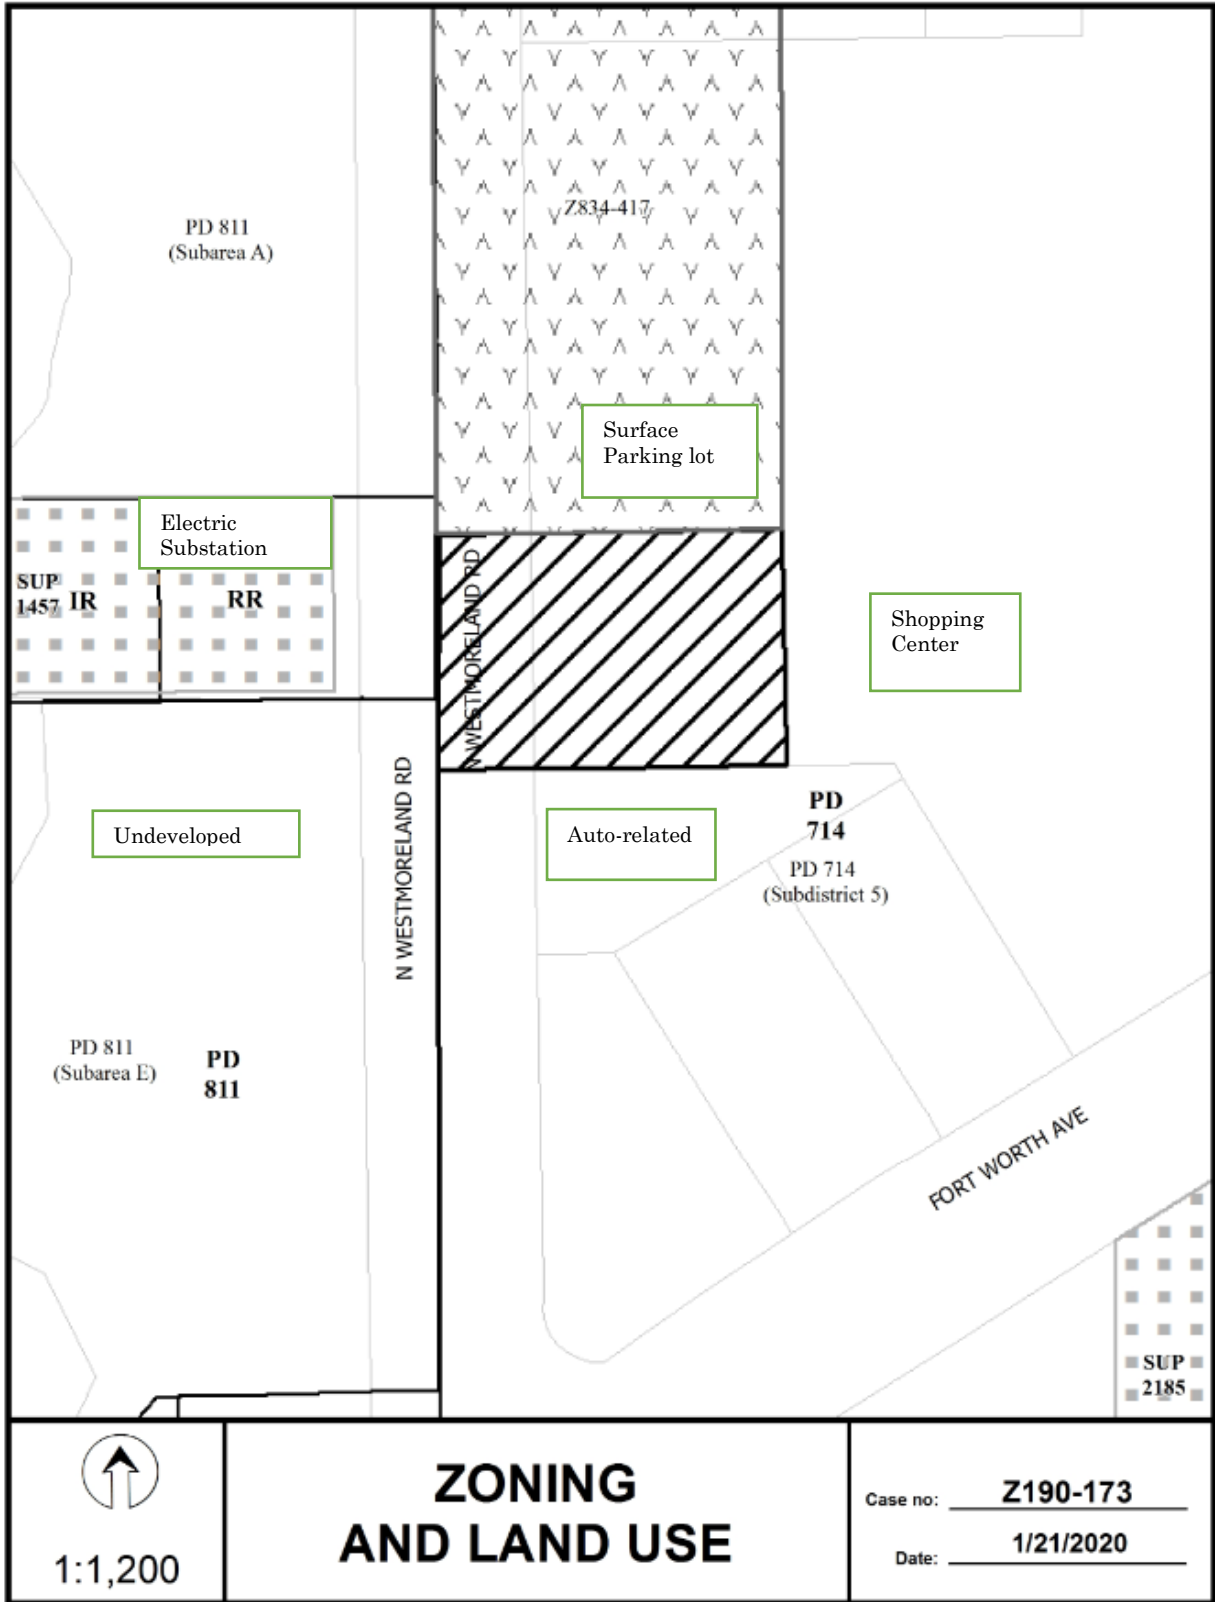 Z834-417
PD 811
(Subarea A)
Surface
Parking lot
Electric
Substation
SUP
1457
IR
RR
N WESTMORELAND RD
Shopping
Center
Undeveloped
N WESTMORELAND RD
Auto-related
PD
714
PD 714
(Subdistrict 5)
PD 811
(Subarea E)
PD
811
FORT WORTH AVE
SUP
2185
1:1,200
ZONING
AND LAND USE
Case no: Z190-173
Date: 1/21/2020